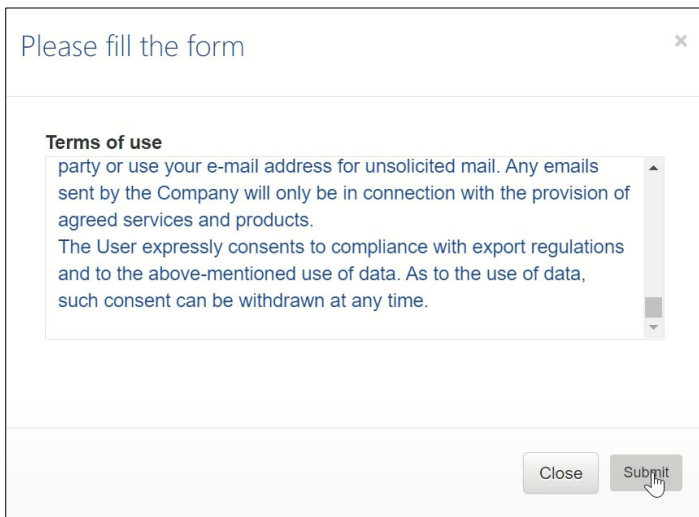 Please fill the form
×
Terms of use
party or use your e-mail address for unsolicited mail. Any emails
sent by the Company will only be in connection with the provision of
agreed services and products.
The User expressly consents to compliance with export regulations
and to the above-mentioned use of data. As to the use of data,
such consent can be withdrawn at any time.
Close Submit